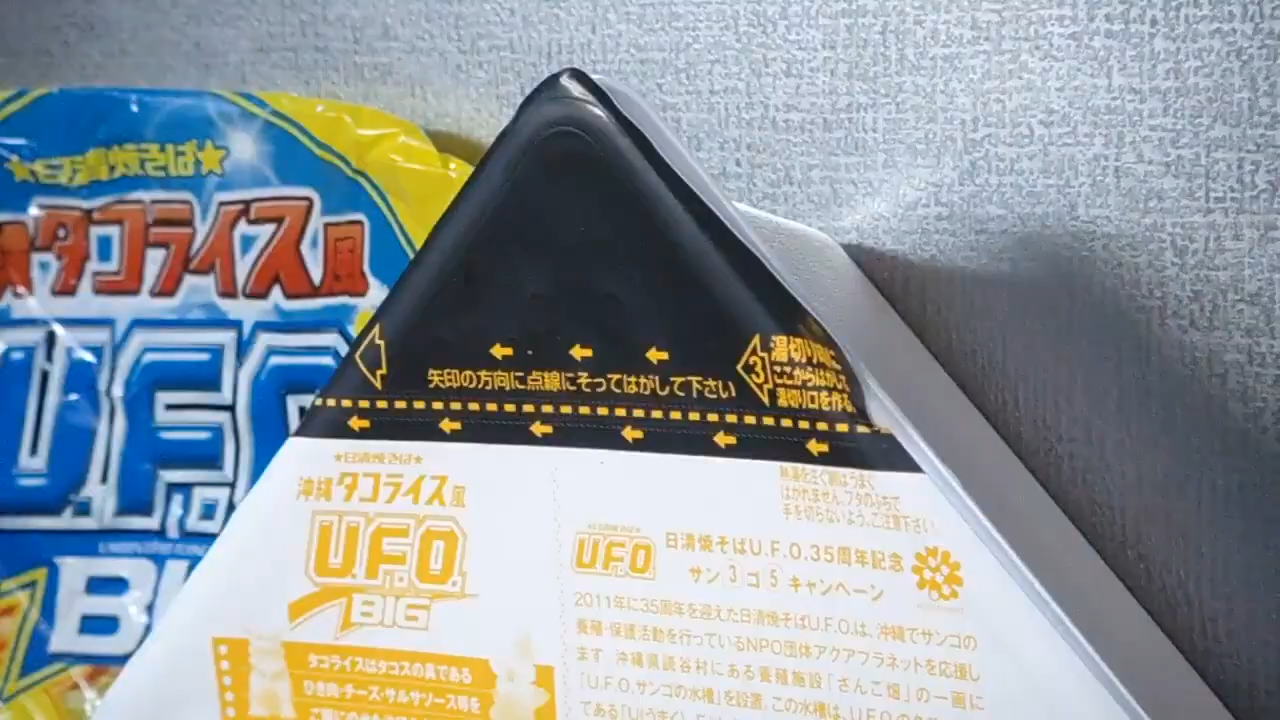 ★日清焼そば★
タコライス風
U.F.O.
矢印の方向に点線にそってはがして下さい
3
湯切り時に
ここからはがして
湯切り口を作る
熱湯を注ぐ前はうまく
はがれません。フタのふちで
手を切らないよう、ご注意下さい。
★日清焼そば★
沖縄タコライス風
U.F.O.
BIG
タコライスはタコスの具である
ひき肉・チーズ・サルサソース等を
U.F.O.
日清焼そばU.F.O.35周年記念
サン③ゴ⑤キャンペーン
2011年に35周年を迎えた日清焼そばU.F.O.は、沖縄でサンゴの
養殖・保護活動を行っているNPO団体アクアプラネットを応援し
ます。沖縄県読谷村にある養殖施設「さんご畑」の一画に
「U.F.O.サンゴの水槽」を設置。この水槽は、U.F.O.の
である「U(うまく)、